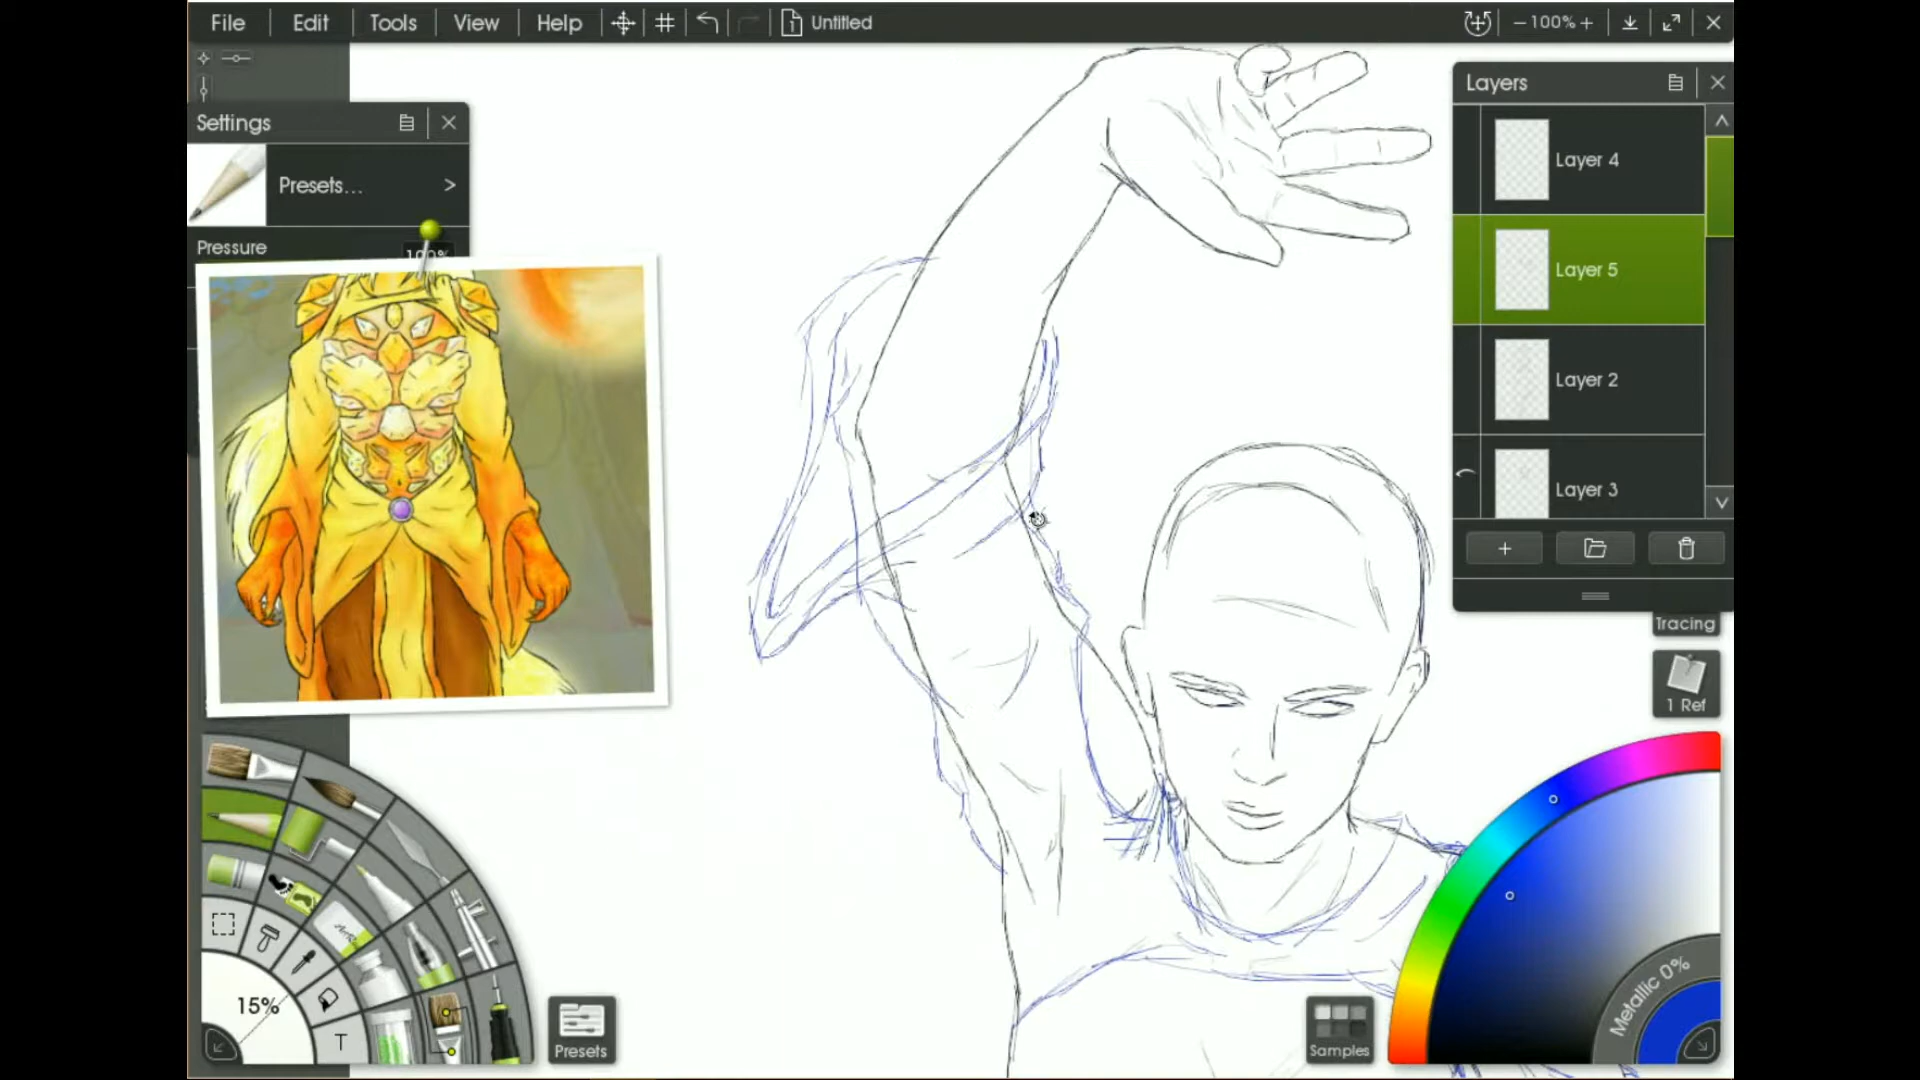 File Edit Tools View Help Untitled −100%+
Layers
Settings
Presets...
Pressure
100%
Layer 4
Layer 5
Layer 2
Layer 3
Tracing
1 Ref
15%
T
Presets
Samples
Metallic 0%